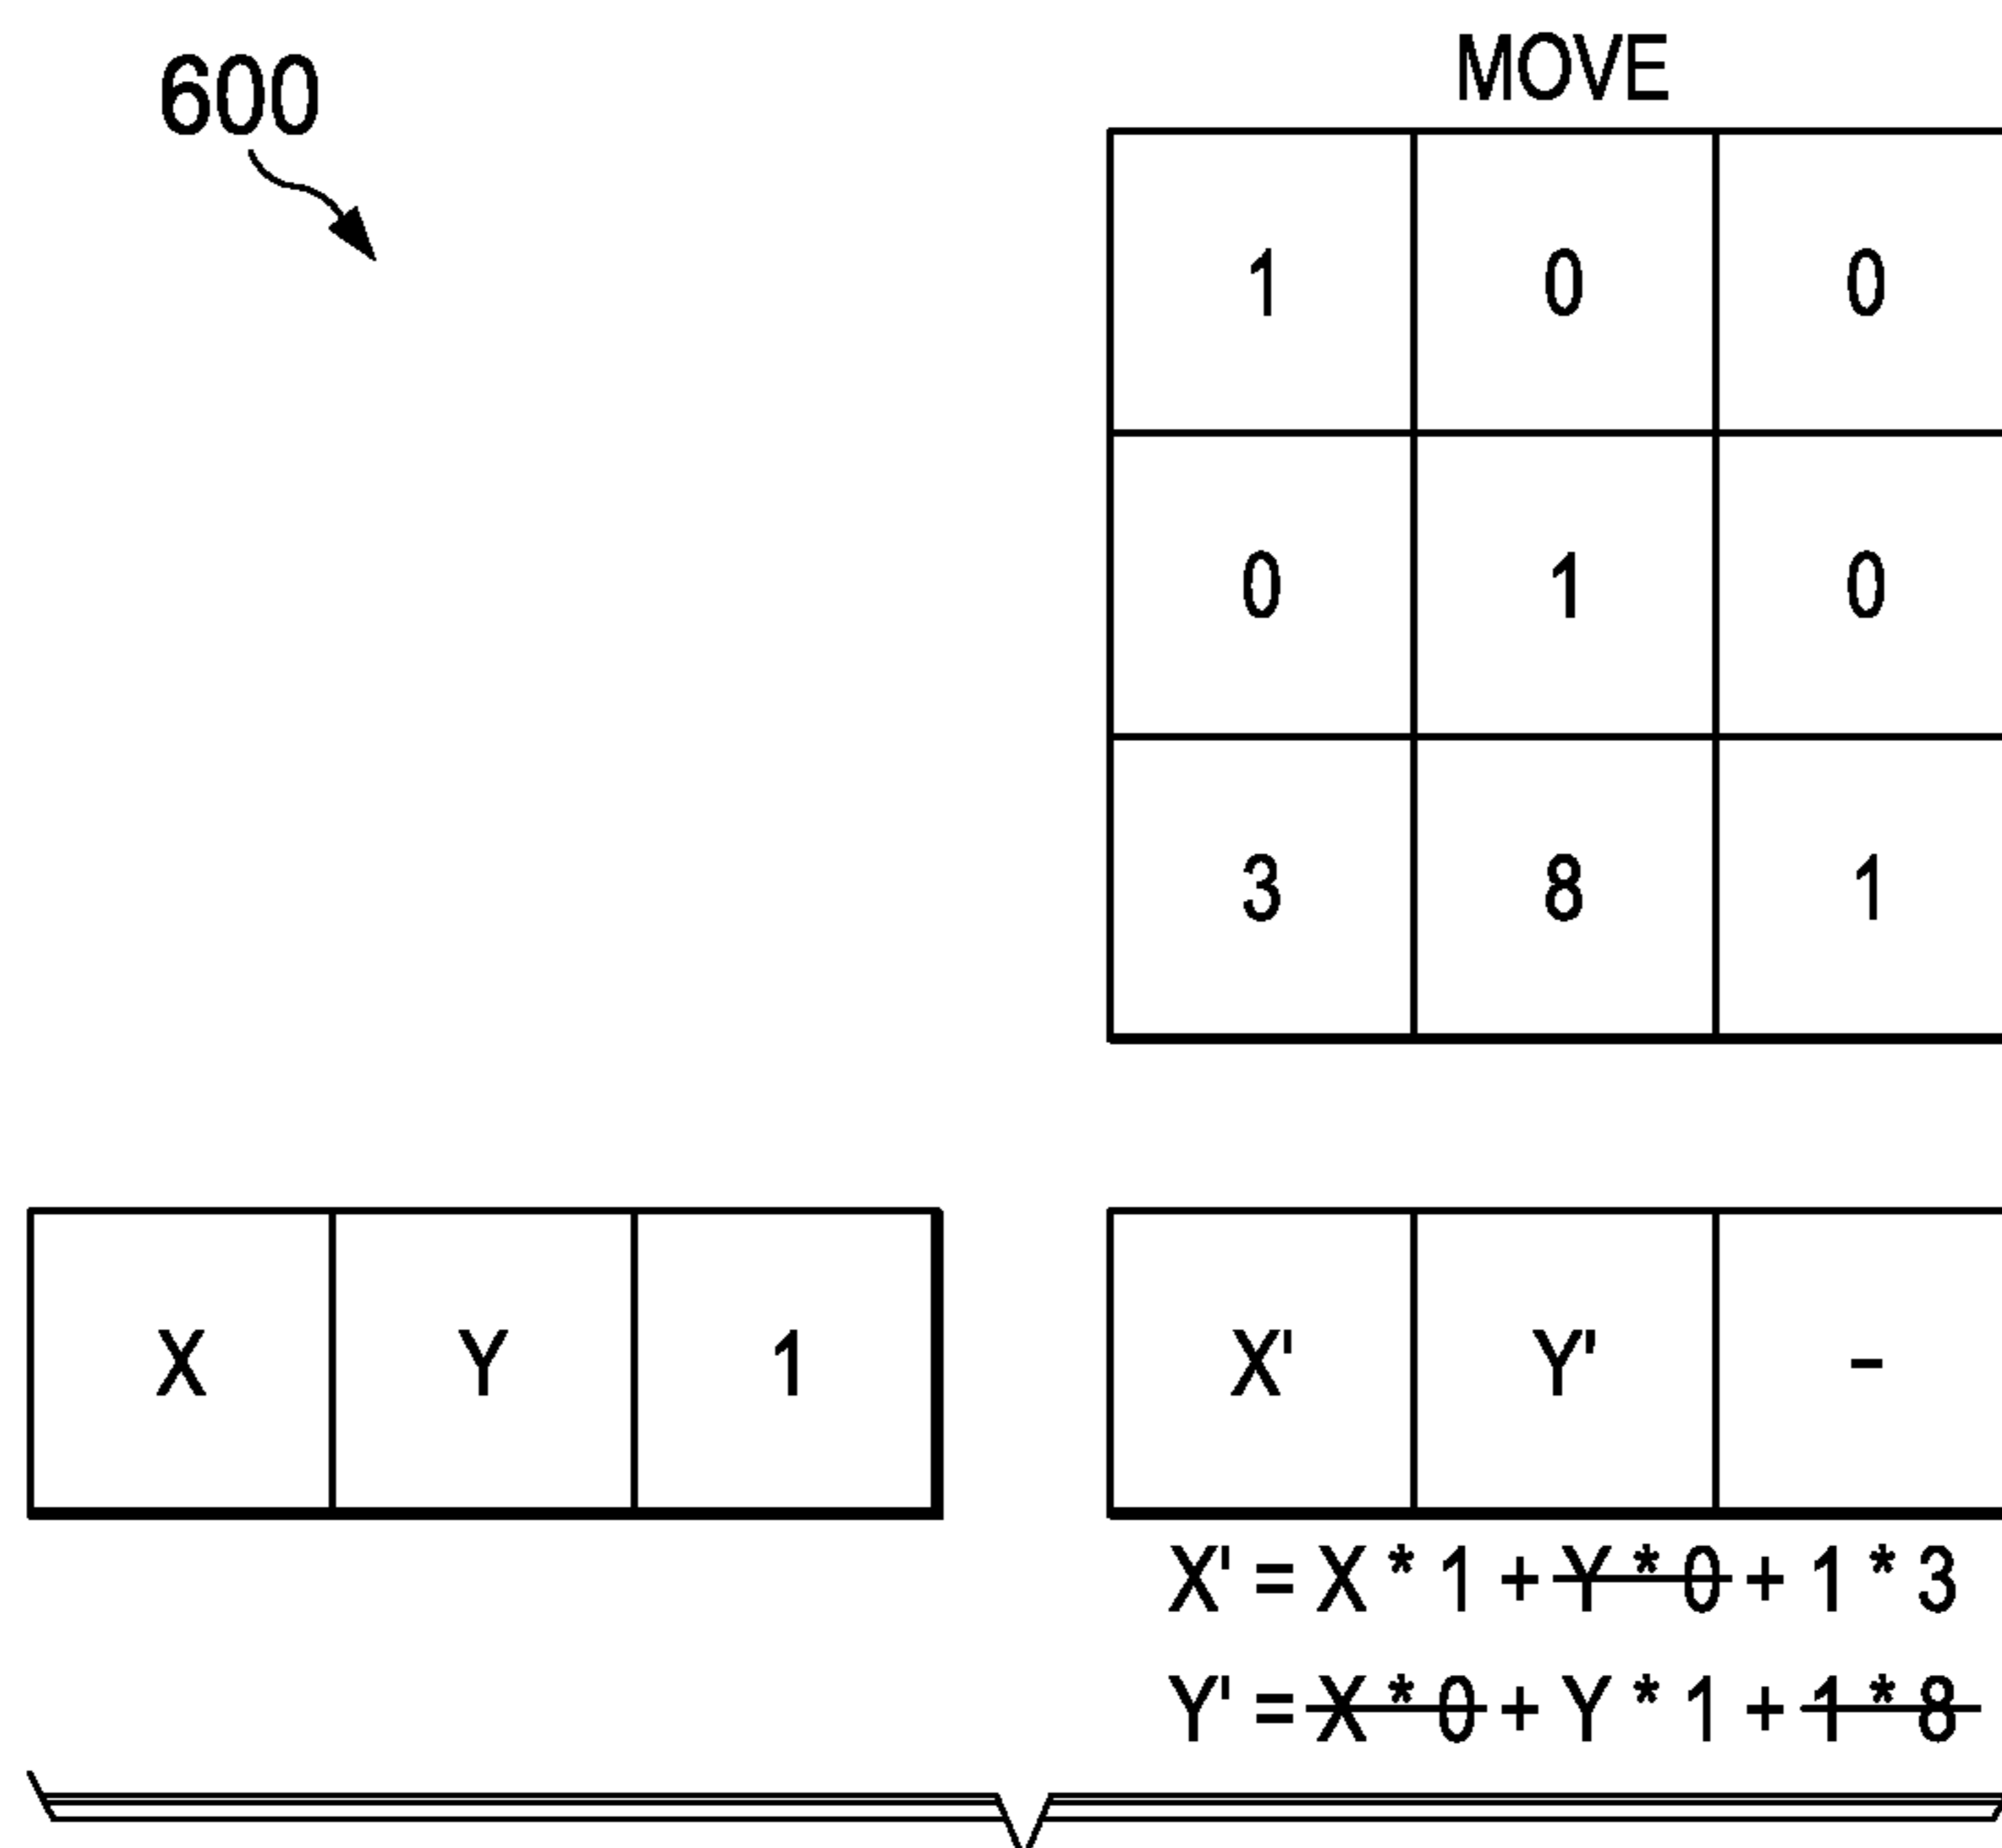 600
MOVE
1 0 0
0 1 0
3 8 1
X Y 1
X' Y' -
X' = X * 1 + Y * 0 + 1 * 3
Y' = X * 0 + Y * 1 + 1 * 8